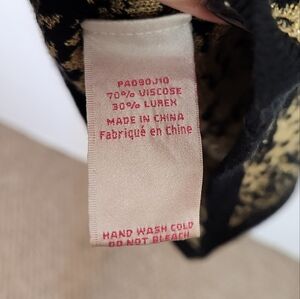 PA090J10
70% VISCOSE
30% LUREX
MADE IN CHINA
Fabriqué en Chine
HAND WASH COLD
DO NOT BLEACH